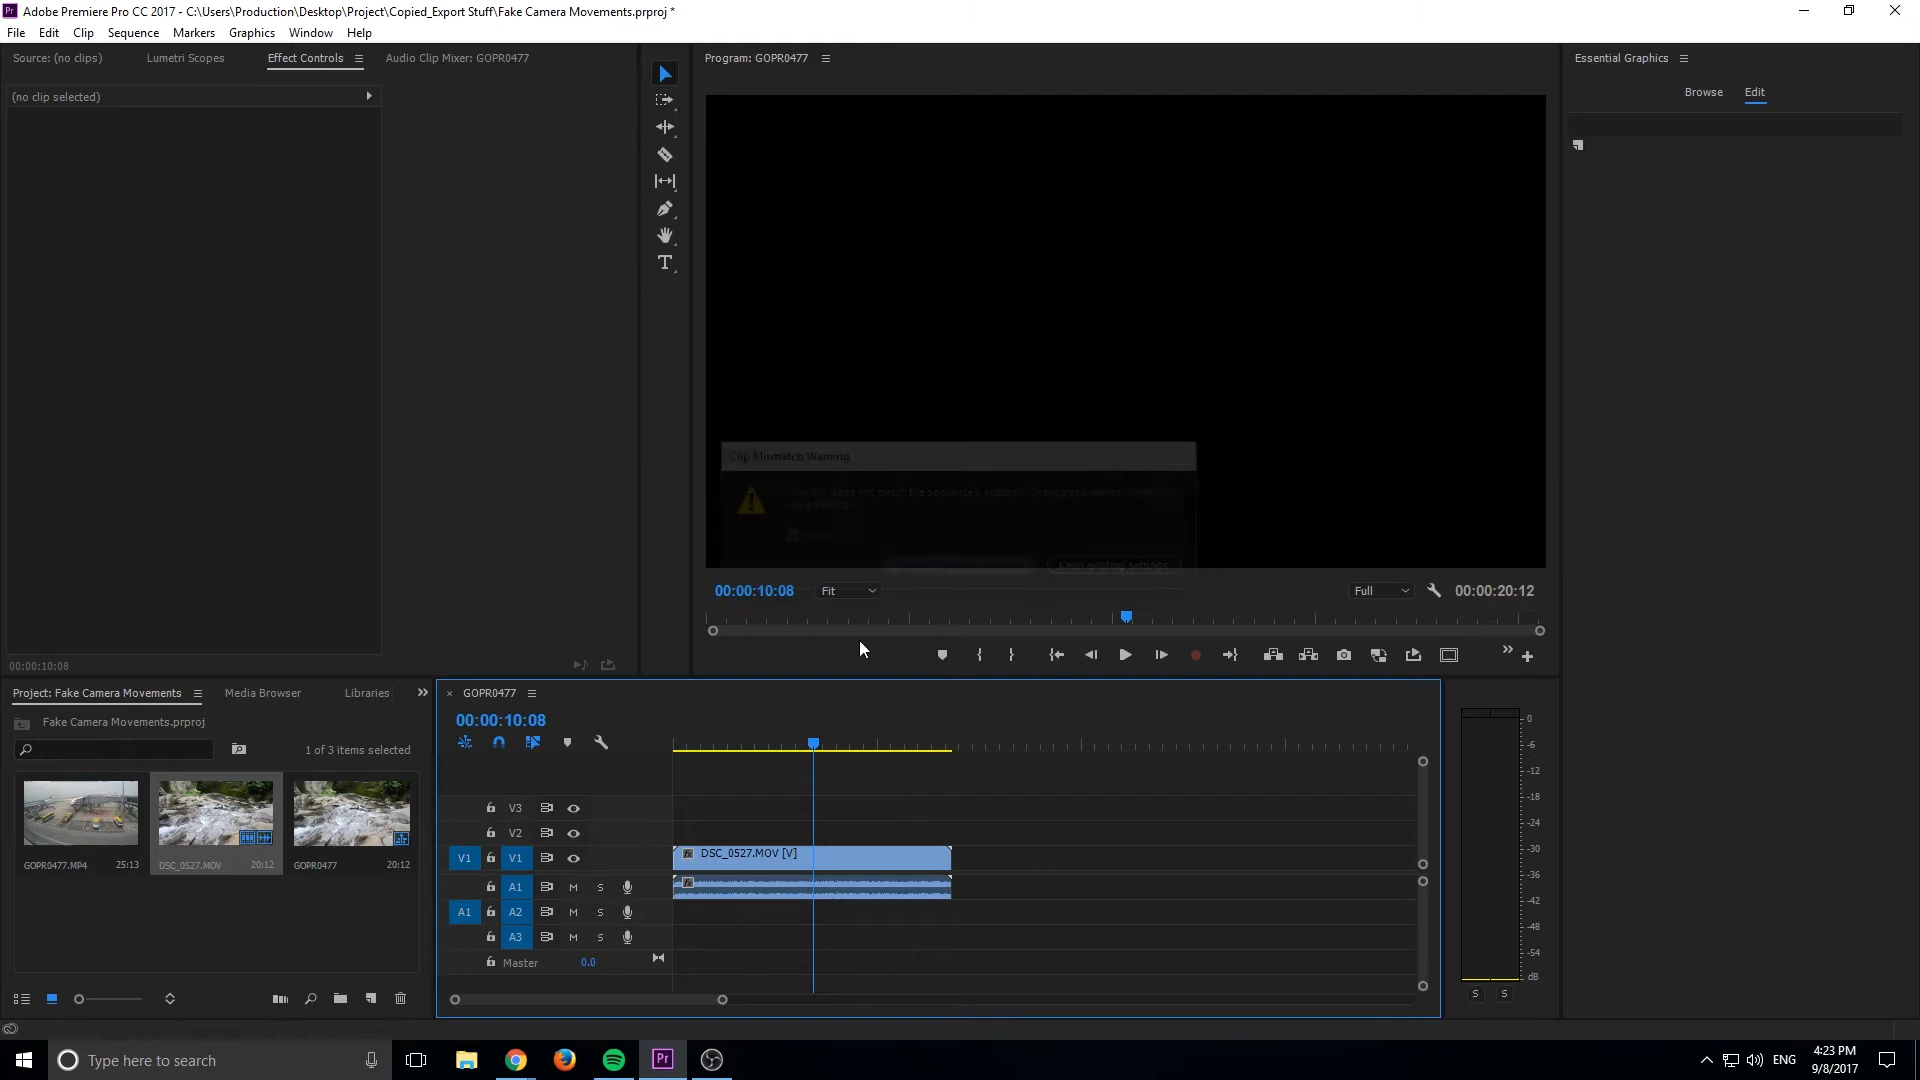 Adobe Premiere Pro CC 2017 - C:\Users\Production\Desktop\Project\Copied_Export Stuff\Fake Camera Movements.prproj *
File Edit Clip Sequence Markers Graphics Window Help
Source: (no clips) Lumetri Scopes Effect Controls Audio Clip Mixer: GOPR0477
Program: GOPR0477
Essential Graphics
Browse Edit
(no clip selected)
Clip Mismatch Warning
Keep existing settings
00:00:10:08 Fit Full 00:00:20:12
00:00:10:08
Project: Fake Camera Movements Media Browser Libraries
Fake Camera Movements.prproj
1 of 3 items selected
GOPR0477.MP4 25:13
DSC_0527.MOV 20:12
GOPR0477 20:12
GOPR0477
00:00:10:08
V3
V2
V1 V1 DSC_0527.MOV [V]
A1 M S
A1 A2 M S
A3 M S
Master 0.0
0
-6
-12
-18
-24
-30
-36
-42
-48
-54
dB
S S
Type here to search
ENG
4:23 PM
9/8/2017